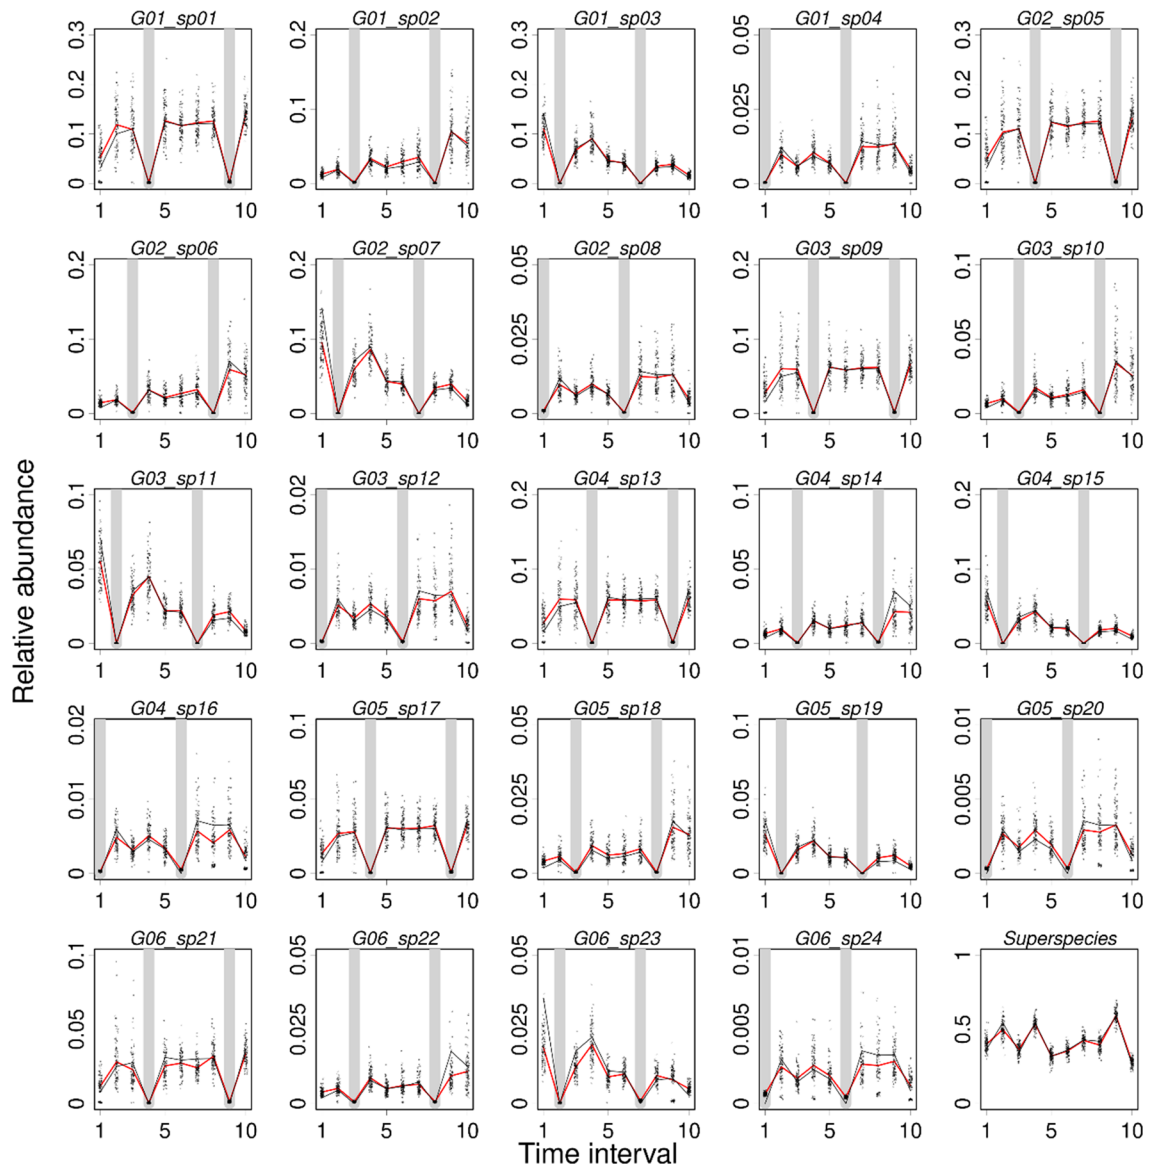 G01_sp01 G01_sp02 G01_sp03 G01_sp04 G02_sp05
0.3 0.2 0.1 0 0.2 0.1 0 0.3 0.2 0.1 0 0.05 0.025 0 0.3 0.2 0.1 0
1 5 10 1 5 10 1 5 10 1 5 10 1 5 10
G02_sp06 G02_sp07 G02_sp08 G03_sp09 G03_sp10
0.2 0.1 0 0.2 0.1 0 0.05 0.025 0 0.2 0.1 0 0.1 0.05 0
1 5 10 1 5 10 1 5 10 1 5 10 1 5 10
Relative abundance
G03_sp11 G03_sp12 G04_sp13 G04_sp14 G04_sp15
0.1 0.05 0 0.02 0.01 0 0.2 0.1 0 0.1 0.05 0 0.2 0.1 0
1 5 10 1 5 10 1 5 10 1 5 10 1 5 10
G04_sp16 G05_sp17 G05_sp18 G05_sp19 G05_sp20
0.02 0.01 0 0.1 0.05 0 0.05 0.025 0 0.1 0.05 0 0.01 0.005 0
1 5 10 1 5 10 1 5 10 1 5 10 1 5 10
G06_sp21 G06_sp22 G06_sp23 G06_sp24 Superspecies
0.1 0.05 0 0.05 0.025 0 0.05 0.025 0 0.01 0.005 0 1 0.5 0
1 5 10 1 5 10 1 5 10 1 5 10 1 5 10
Time interval